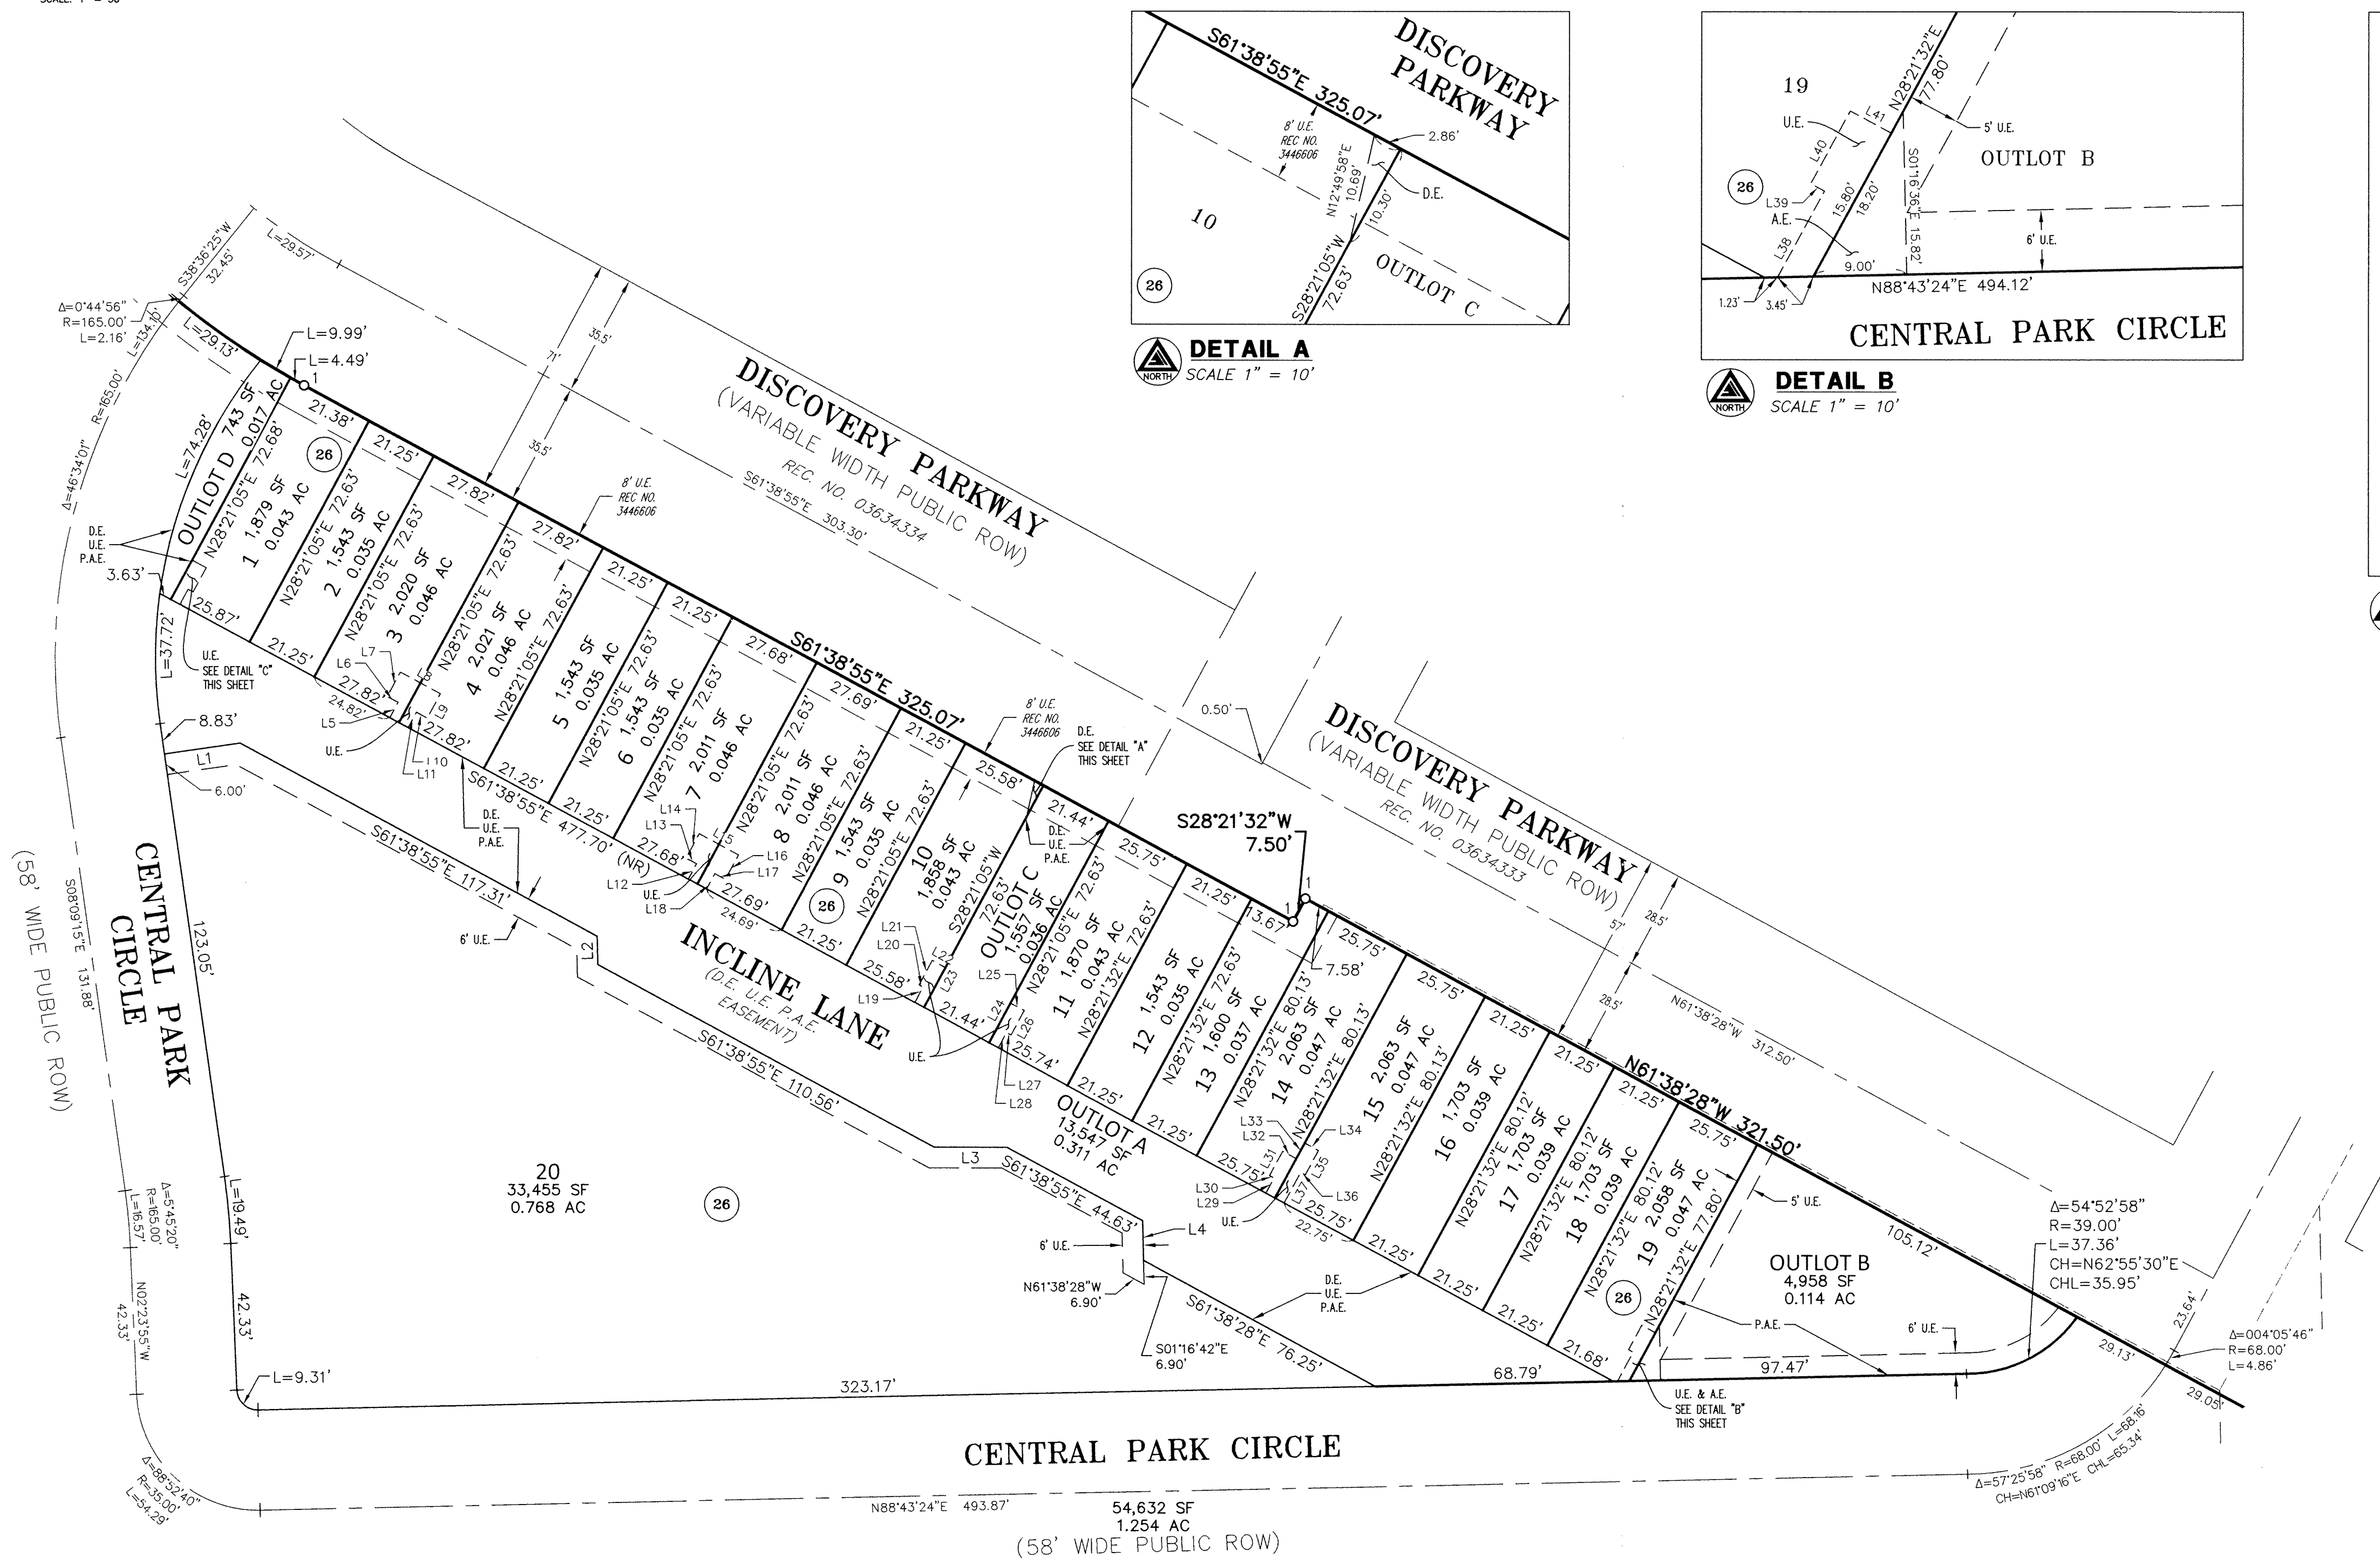 S61°38'55"E 325.07'
DISCOVERY
PARKWAY
8' U.E.
REC NO.
3446606
2.86'
N12°49'58"E
10.69'
D.E.
10.30'
10
S28°21'05"W
72.63'
OUTLOT C
26
NORTH
DETAIL A
SCALE 1" = 10'
19
U.E.
L41
N28°21'32"E
77.80'
5' U.E.
OUTLOT B
L40
26
L39
A.E.
15.80'
18.20'
S01°16'36"E 15.82'
L38
6' U.E.
9.00'
1.23'
3.45'
N88°43'24"E 494.12'
CENTRAL PARK CIRCLE
NORTH
DETAIL B
SCALE 1" = 10'
S38°36'25"W
32.45'
L=29.57'
Δ=0°44'56"
R=165.00'
L=2.16'
L=134.10'
R=165.00'
Δ=46°34'01"
L=29.13'
L=9.99'
L=4.49'
1
71'
35.5'
35.5'
DISCOVERY PARKWAY
(VARIABLE WIDTH PUBLIC ROW)
REC. NO. 03634334
S61°38'55"E 303.30'
8' U.E.
REC NO.
3446606
L=74.28'
OUTLOT D 743 SF
0.017 AC
N28°21'05"E 72.68'
26
21.38'
21.25'
27.82'
27.82'
21.25'
21.25'
27.68'
S61°38'55"E 325.07'
27.69'
21.25'
25.58'
21.44'
25.75'
21.25'
13.67'
1 1,879 SF
0.043 AC
N28°21'05"E 72.63'
2 1,543 SF
0.035 AC
N28°21'05"E 72.63'
3 2,020 SF
0.046 AC
N28°21'05"E 72.63'
4 2,021 SF
0.046 AC
N28°21'05"E 72.63'
5 1,543 SF
0.035 AC
N28°21'05"E 72.63'
6 1,543 SF
0.035 AC
N28°21'05"E 72.63'
7 2,011 SF
0.046 AC
N28°21'05"E 72.63'
8 2,011 SF
0.046 AC
N28°21'05"E 72.63'
9 1,543 SF
0.035 AC
26
N28°21'05"E 72.63'
10
1,858 SF
0.043 AC
S28°21'05"W
72.63'
OUTLOT C
1,557 SF
0.036 AC
N28°21'05"E 72.63'
11 1,870 SF
0.043 AC
N28°21'32"E 72.63'
12 1,543 SF
0.035 AC
N28°21'32"E 72.63'
13 1,600 SF
0.037 AC
N28°21'32"E 80.13'
14 2,063 SF
0.047 AC
N28°21'32"E 80.13'
15 2,063 SF
0.047 AC
N28°21'32"E 80.13'
16 1,703 SF
0.039 AC
N28°21'32"E 80.12'
17 1,703 SF
0.039 AC
N28°21'32"E 80.12'
18 1,703 SF
0.039 AC
N28°21'32"E 80.12'
19 2,058 SF
0.047 AC
26
N28°21'32"E 77.80'
D.E.
U.E.
P.A.E.
3.63'
L=37.72'
25.87'
U.E.
SEE DETAIL "C"
THIS SHEET
21.25'
L7
L6
27.82'
24.82'
L5
L8
L9
U.E.
L10
L11
27.82'
D.E.
U.E.
P.A.E.
21.25'
S61°38'55"E 477.70' (NR)
21.25'
L14
L13
L15
27.68'
L12
U.E.
L16
L17
L18
27.69'
24.69'
21.25'
L21
L20
L22
L23
25.58'
L19
21.44'
U.E.
L25
L24
L26
25.74'
L27
L28
21.25'
21.25'
25.75'
L33
L32
L31
L34
L35
L30
L29
L36
L37
U.E.
25.75'
22.75'
21.25'
21.25'
21.25'
21.68'
8' U.E.
REC NO.
3446606
D.E.
SEE DETAIL "A"
THIS SHEET
D.E.
U.E.
P.A.E.
0.50'
S28°21'32"W
7.50'
1
1
7.58'
25.75'
25.75'
21.25'
21.25'
21.25'
25.75'
N61°38'28"W 321.50'
DISCOVERY PARKWAY
(VARIABLE WIDTH PUBLIC ROW)
REC. NO. 03634333
57'
28.5'
28.5'
N61°38'28"W 312.50'
5' U.E.
105.12'
OUTLOT B
4,958 SF
0.114 AC
P.A.E.
6' U.E.
97.47'
Δ=54°52'58"
R=39.00'
L=37.36'
CH=N62°55'30"E
CHL=35.95'
23.64'
Δ=004°05'46"
R=68.00'
L=4.86'
29.13'
29.05'
U.E. & A.E.
SEE DETAIL "B"
THIS SHEET
8.83'
L1
6.00'
S61°38'55"E 117.31'
6' U.E.
L2
INCLINE LANE
(D.E. U.E. P.A.E.
EASEMENT)
S61°38'55"E 110.56'
OUTLOT A
13,547 SF
0.311 AC
L3
S61°38'55"E 44.63'
L4
6' U.E.
N61°38'28"W
6.90'
S01°16'42"E
6.90'
D.E.
U.E.
P.A.E.
S61°38'28"E 76.25'
68.79'
CENTRAL PARK
CIRCLE
(58' WIDE PUBLIC ROW)
S08°09'15"E 131.88'
123.05'
L=19.49'
Δ=5°45'20"
R=165.00'
L=16.57'
N02°23'55"W
42.33'
42.33'
L=9.31'
Δ=88°52'40"
R=35.00'
L=54.29'
20
33,455 SF
0.768 AC
26
323.17'
CENTRAL PARK CIRCLE
N88°43'24"E 493.87'
54,632 SF
1.254 AC
(58' WIDE PUBLIC ROW)
Δ=57°25'58" R=68.00' L=68.16'
CH=N61°09'16"E CHL=65.34'